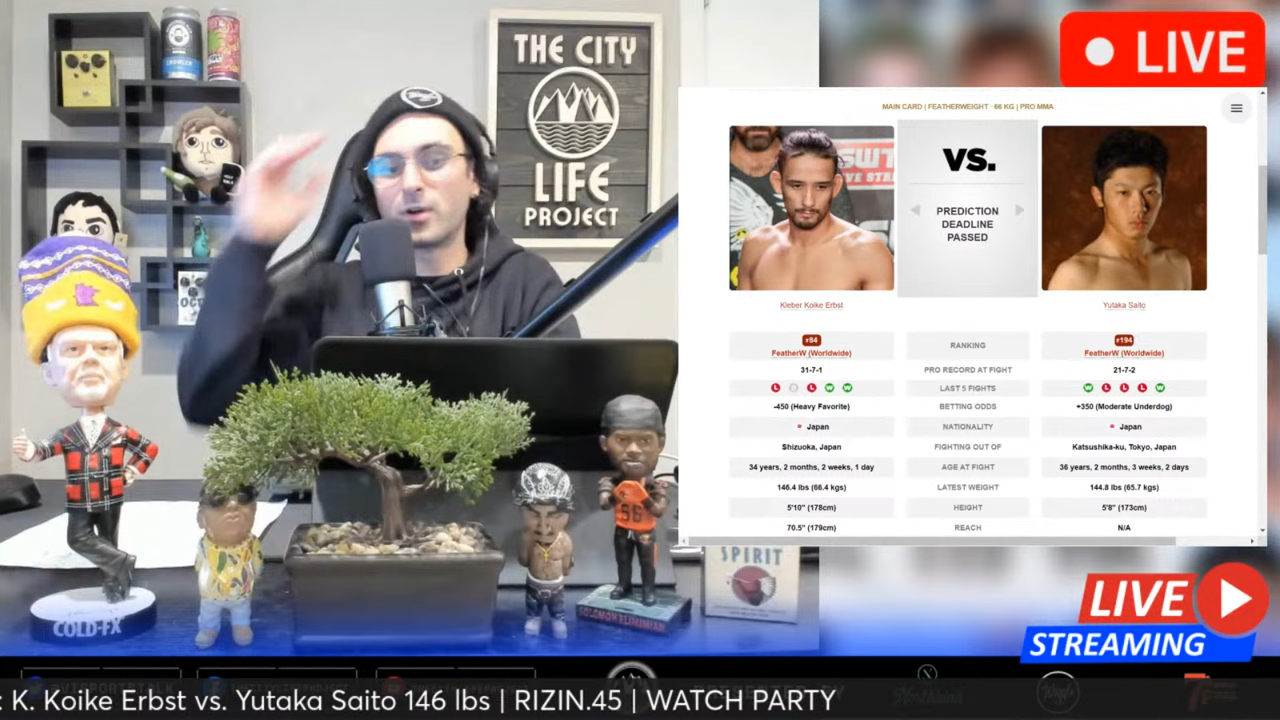 THE CITY
LIFE
PROJECT
LIVE
MAIN CARD | FEATHERWEIGHT · 66 KG | PRO MMA
VS.
PREDICTION
DEADLINE
PASSED
Kleber Koike Erbst
Yutaka Saito
#84
FeatherW (Worldwide)
RANKING
#194
FeatherW (Worldwide)
31-7-1
PRO RECORD AT FIGHT
21-7-2
L D L W W
LAST 5 FIGHTS
W L L L W
-450 (Heavy Favorite)
BETTING ODDS
+350 (Moderate Underdog)
Japan
NATIONALITY
Japan
Shizuoka, Japan
FIGHTING OUT OF
Katsushika-ku, Tokyo, Japan
34 years, 2 months, 2 weeks, 1 day
AGE AT FIGHT
36 years, 2 months, 3 weeks, 2 days
146.4 lbs (66.4 kgs)
LATEST WEIGHT
144.8 lbs (65.7 kgs)
5'10" (178cm)
HEIGHT
5'8" (173cm)
70.5" (179cm)
REACH
N/A
56
SPIRIT
COLD-FX
SOLOMON ELIMIMIAN
LIVE
STREAMING
: K. Koike Erbst vs. Yutaka Saito 146 lbs | RIZIN.45 | WATCH PARTY